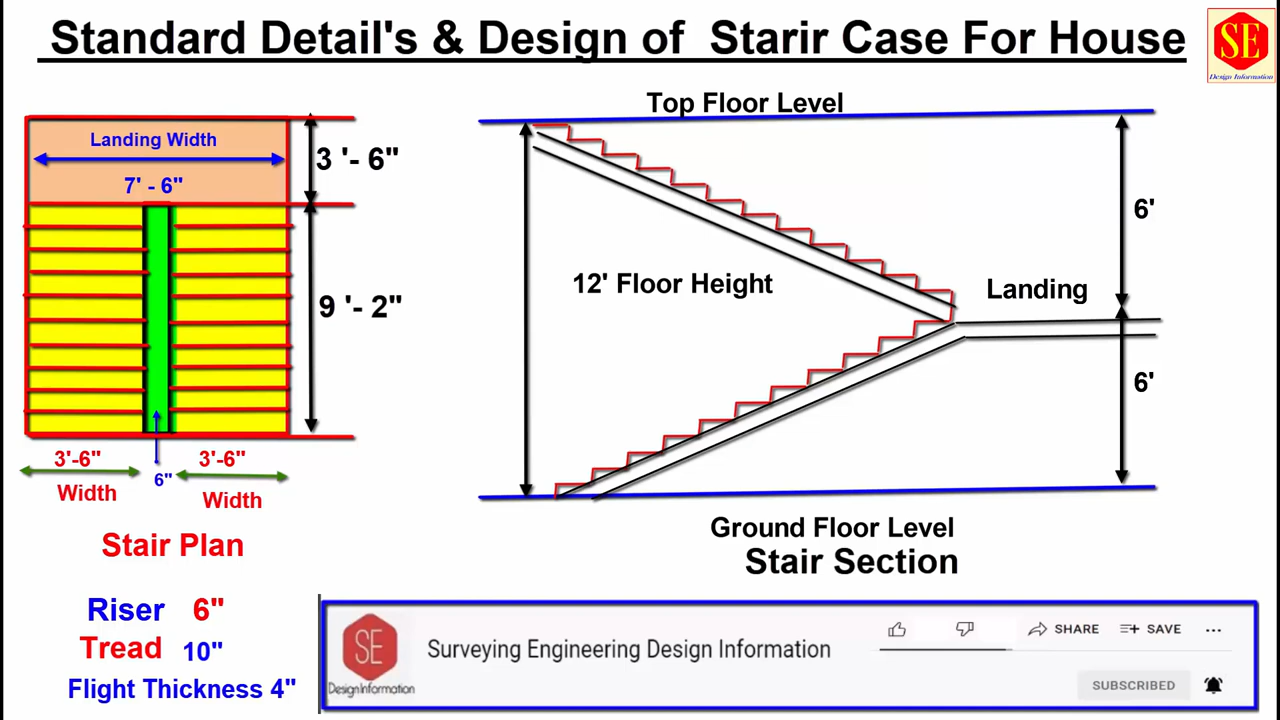 Standard Detail's & Design of Starir Case For House
SE
Design Information
Top Floor Level
Landing Width
7' - 6"
3 '- 6"
9 '- 2"
6'
12' Floor Height
Landing
6'
3'-6"
6"
3'-6"
Width
Width
Stair Plan
Ground Floor Level
Stair Section
Riser 6"
Tread 10"
Flight Thickness 4"
SE
Design Information
Surveying Engineering Design Information
SHARE
SAVE
SUBSCRIBED